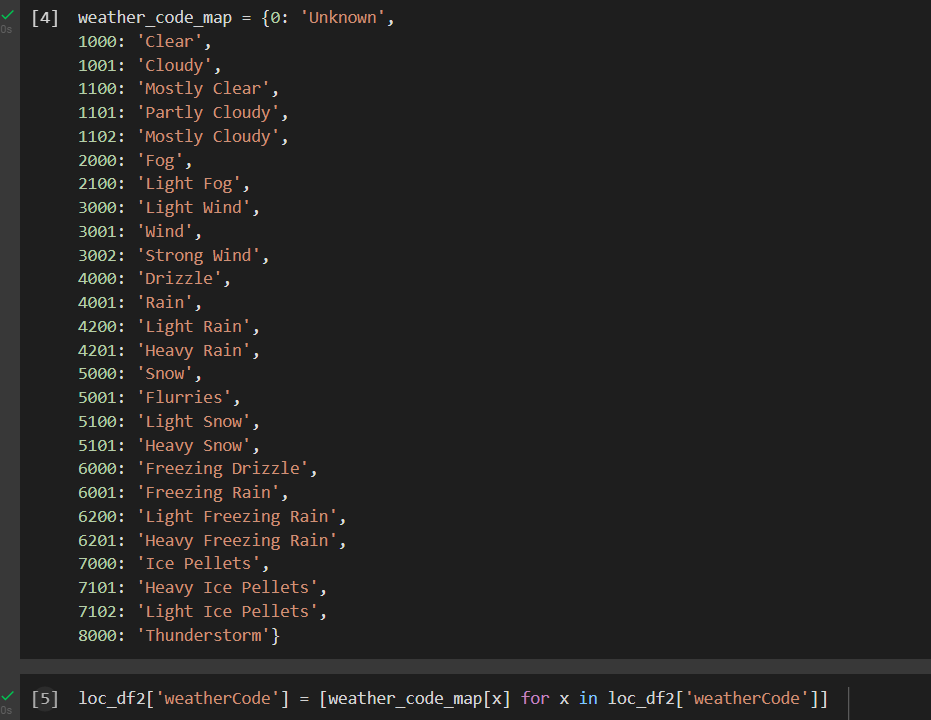 0s
[4] weather_code_map = {0: 'Unknown',
1000: 'Clear',
1001: 'Cloudy',
1100: 'Mostly Clear',
1101: 'Partly Cloudy',
1102: 'Mostly Cloudy',
2000: 'Fog',
2100: 'Light Fog',
3000: 'Light Wind',
3001: 'Wind',
3002: 'Strong Wind',
4000: 'Drizzle',
4001: 'Rain',
4200: 'Light Rain',
4201: 'Heavy Rain',
5000: 'Snow',
5001: 'Flurries',
5100: 'Light Snow',
5101: 'Heavy Snow',
6000: 'Freezing Drizzle',
6001: 'Freezing Rain',
6200: 'Light Freezing Rain',
6201: 'Heavy Freezing Rain',
7000: 'Ice Pellets',
7101: 'Heavy Ice Pellets',
7102: 'Light Ice Pellets',
8000: 'Thunderstorm'}
0s
[5] loc_df2['weatherCode'] = [weather_code_map[x] for x in loc_df2['weatherCode']]